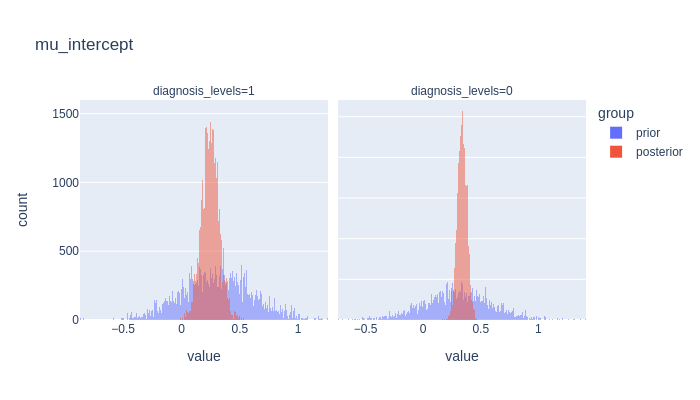 mu_intercept
diagnosis_levels=1
diagnosis_levels=0
group
prior
posterior
1500
1000
500
0
count
−0.5
0
0.5
1
−0.5
0
0.5
1
value
value